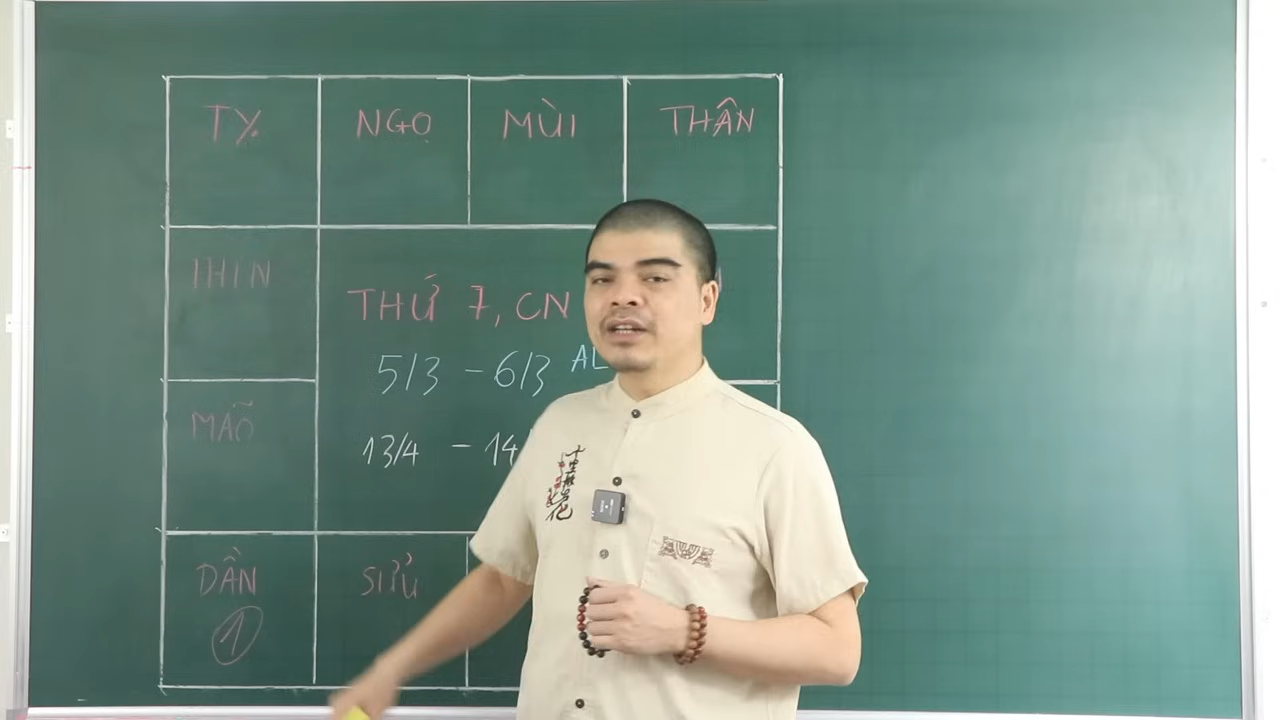 TỴ NGỌ MÙI THÂN
THÌN
THỨ 7, CN
5/3 - 6/3 AL
MÃO
13/4 - 14
DẦN SỬU
1